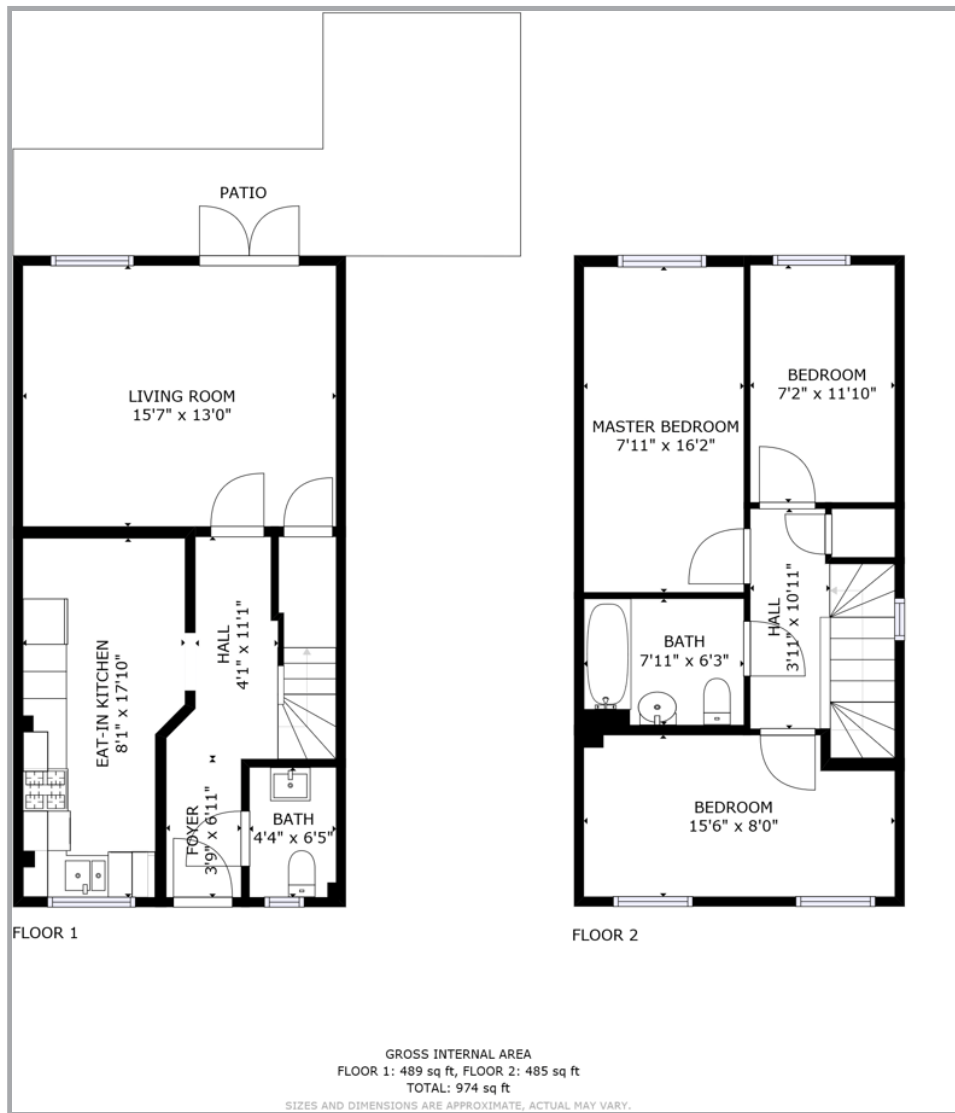 PATIO
LIVING ROOM
15'7" x 13'0"
EAT-IN KITCHEN
8'1" x 17'10"
HALL
4'1" x 11'1"
FOYER
3'9" x 6'11"
BATH
4'4" x 6'5"
FLOOR 1
MASTER BEDROOM
7'11" x 16'2"
BEDROOM
7'2" x 11'10"
HALL
3'11" x 10'11"
BATH
7'11" x 6'3"
BEDROOM
15'6" x 8'0"
FLOOR 2
GROSS INTERNAL AREA
FLOOR 1: 489 sq ft, FLOOR 2: 485 sq ft
TOTAL: 974 sq ft
SIZES AND DIMENSIONS ARE APPROXIMATE, ACTUAL MAY VARY.